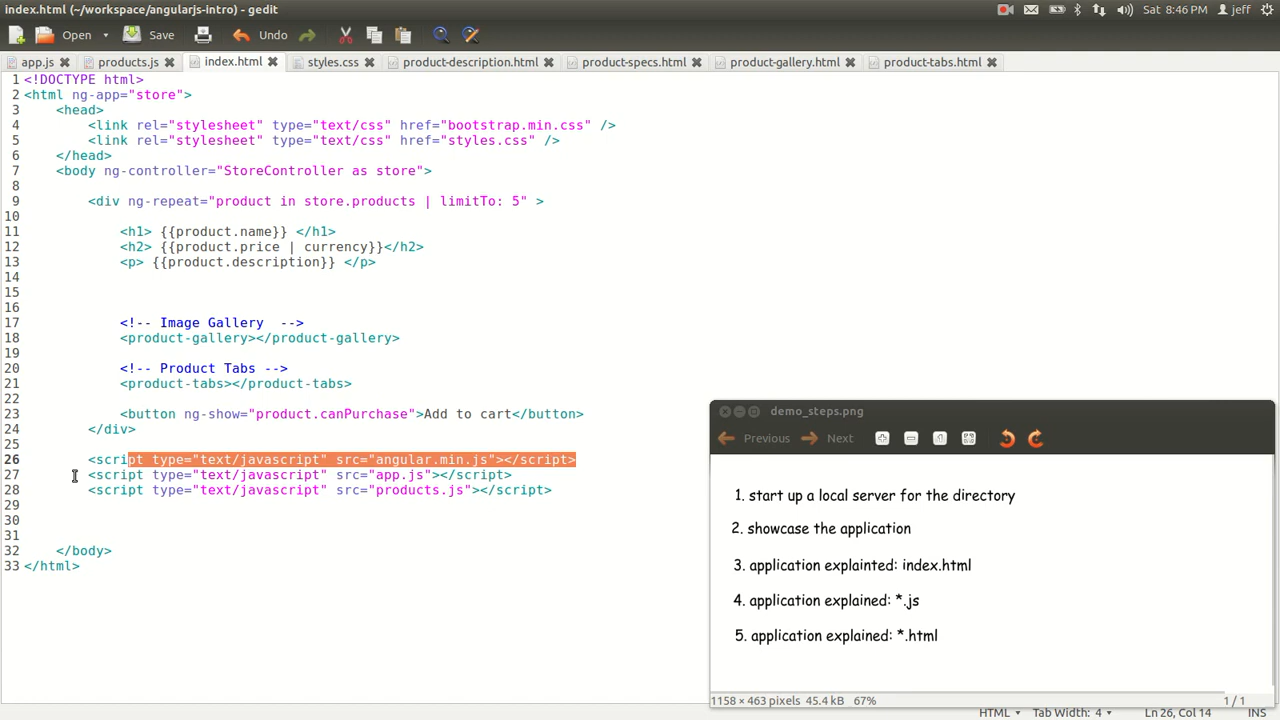 index.html (~/workspace/angularjs-intro) - gedit
Sat 8:46 PM jeff
Open Save Undo
app.js products.js index.html styles.css product-description.html product-specs.html product-gallery.html product-tabs.html
1 <!DOCTYPE html>
2 <html ng-app="store">
3 <head>
4 <link rel="stylesheet" type="text/css" href="bootstrap.min.css" />
5 <link rel="stylesheet" type="text/css" href="styles.css" />
6 </head>
7 <body ng-controller="StoreController as store">
8
9 <div ng-repeat="product in store.products | limitTo: 5" >
10
11 <h1> {{product.name}} </h1>
12 <h2> {{product.price | currency}}</h2>
13 <p> {{product.description}} </p>
14
15
16
17 <!-- Image Gallery -->
18 <product-gallery></product-gallery>
19
20 <!-- Product Tabs -->
21 <product-tabs></product-tabs>
22
23 <button ng-show="product.canPurchase">Add to cart</button>
24 </div>
25
26 <script type="text/javascript" src="angular.min.js"></script>
27 <script type="text/javascript" src="app.js"></script>
28 <script type="text/javascript" src="products.js"></script>
29
30
31
32 </body>
33 </html>
demo_steps.png
Previous Next
1. start up a local server for the directory
2. showcase the application
3. application explainted: index.html
4. application explained: *.js
5. application explained: *.html
1158 × 463 pixels 45.4 kB 67% 1 / 1
HTML Tab Width: 4 Ln 26, Col 14 INS